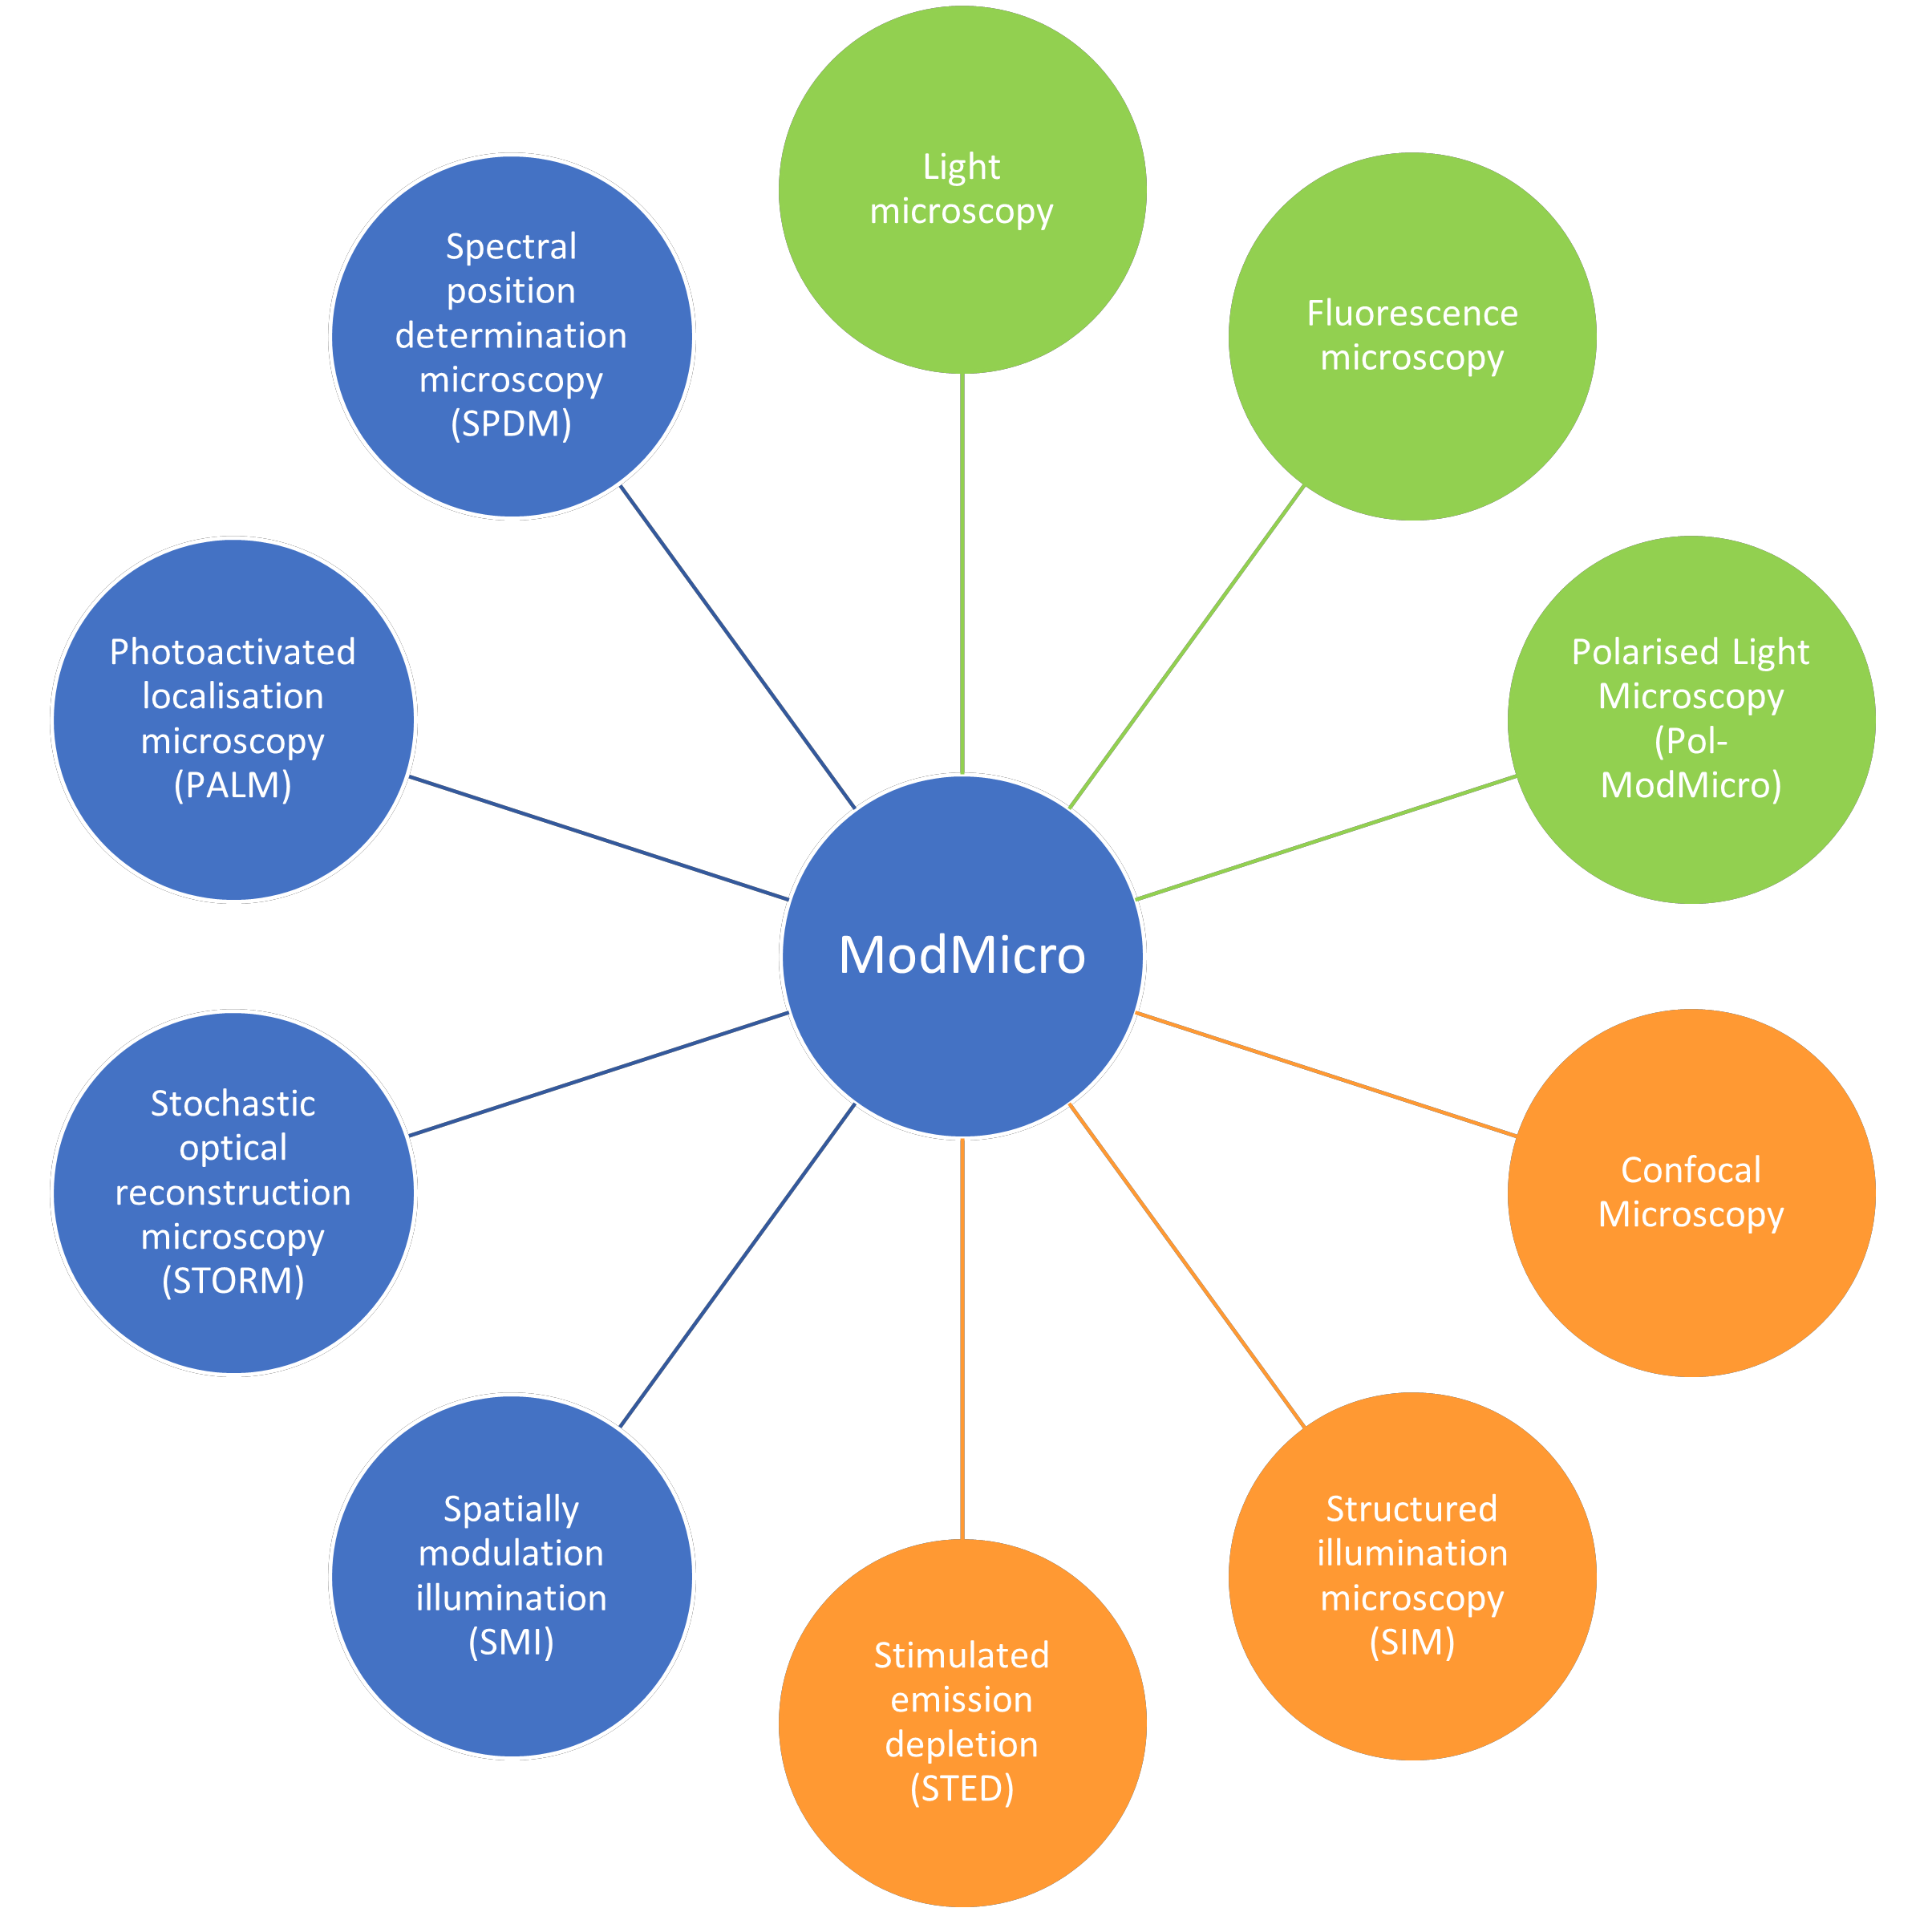 Light
microscopy
Fluorescence
microscopy
Polarised Light
Microscopy
(Pol-
ModMicro)
Confocal
Microscopy
Structured
illumination
microscopy
(SIM)
Stimulated
emission
depletion
(STED)
Spatially
modulation
illumination
(SMI)
Stochastic
optical
reconstruction
microscopy
(STORM)
Photoactivated
localisation
microscopy
(PALM)
Spectral
position
determination
microscopy
(SPDM)
ModMicro